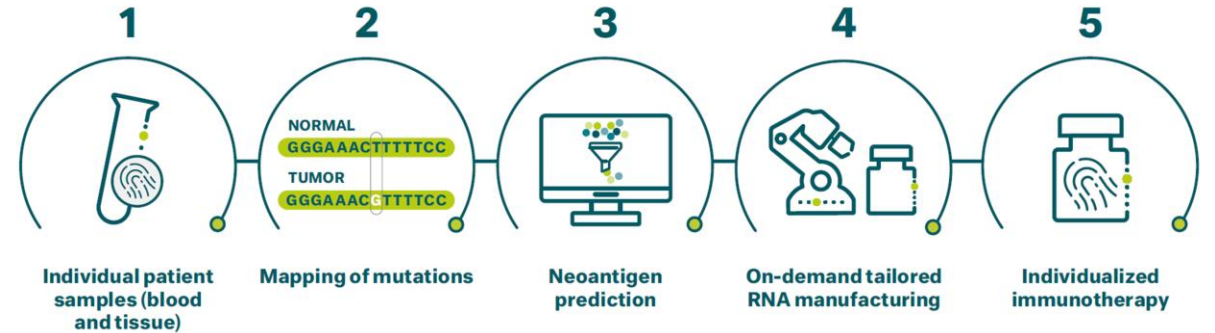 1
2
3
4
5
NORMAL
GGGAAACTTTTTCC
TUMOR
GGGAAACGTTTTCC
Individual patient
samples (blood
and tissue)
Mapping of mutations
Neoantigen
prediction
On-demand tailored
RNA manufacturing
Individualized
immunotherapy